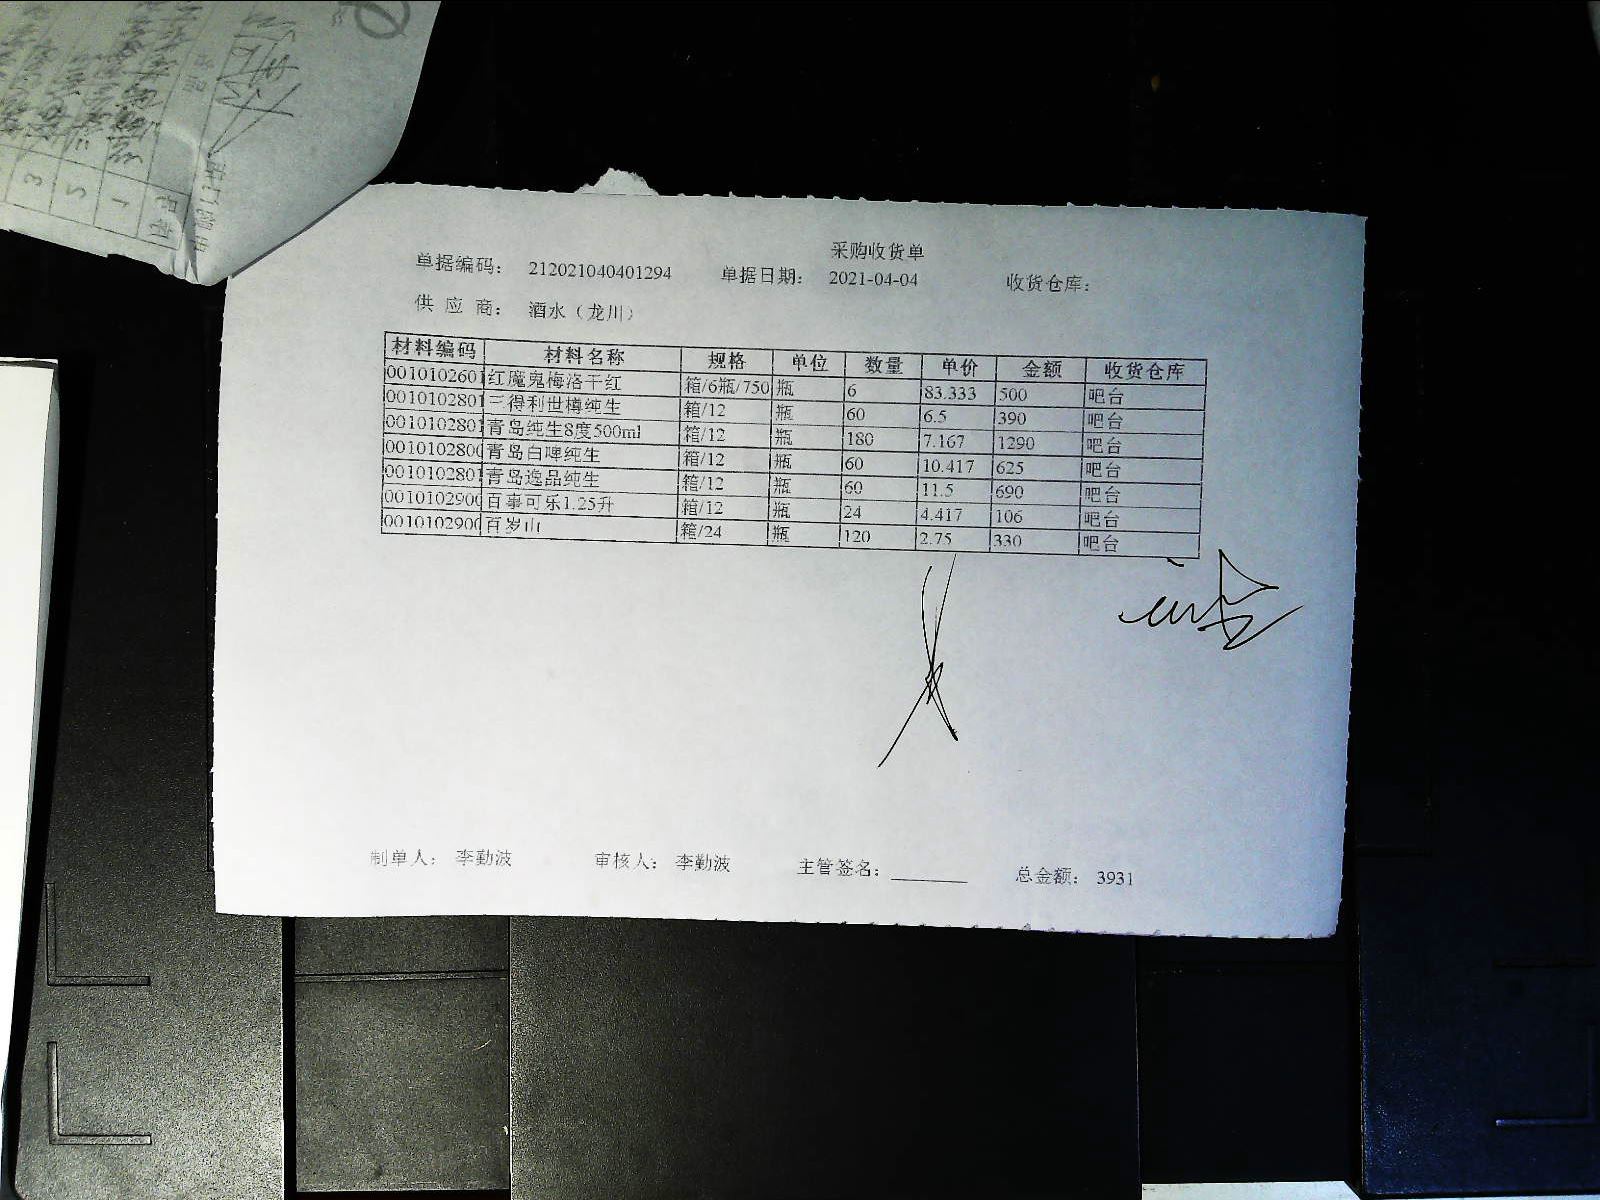 采购收货单
单据编码： 212021040401294 单据日期： 2021-04-04 收货仓库：
供 应 商： 酒水（龙川）
材料编码 材料名称 规格 单位 数量 单价 金额 收货仓库
0010102601 红魔鬼梅洛干红 箱/6瓶/750 瓶 6 83.333 500 吧台
0010102801 三得利世樽纯生 箱/12 瓶 60 6.5 390 吧台
0010102801 青岛纯生8度500ml 箱/12 瓶 180 7.167 1290 吧台
001010280 青岛白啤纯生 箱/12 瓶 60 10.417 625 吧台
0010102801 青岛逸品纯生 箱/12 瓶 60 11.5 690 吧台
001010290 百事可乐1.25升 箱/12 瓶 24 4.417 106 吧台
001010290 百岁山 箱/24 瓶 120 2.75 330 吧台
制单人： 李勤波 审核人： 李勤波 主管签名： 总金额： 3931